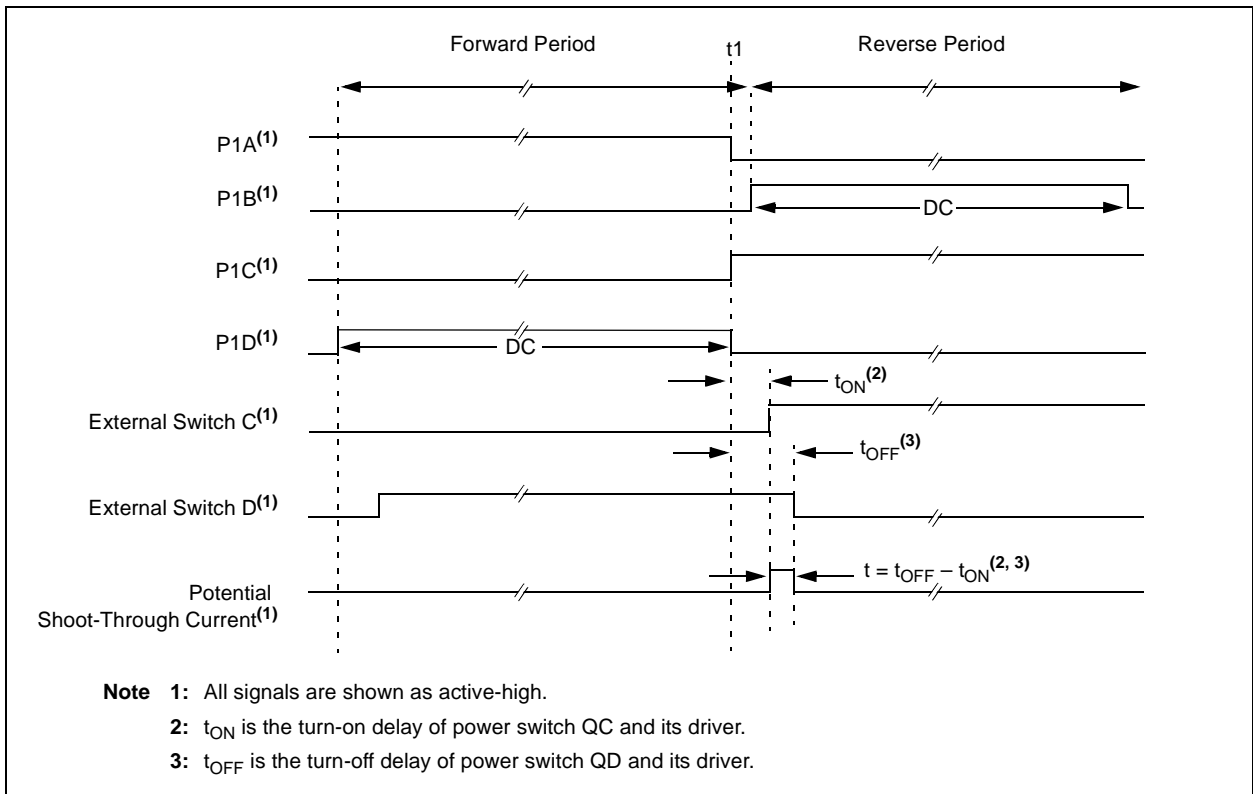 Forward Period t1 Reverse Period
P1A(1)
P1B(1)
DC
P1C(1)
P1D(1)
DC
tON(2)
External Switch C(1)
tOFF(3)
External Switch D(1)
t = tOFF – tON(2, 3)
Potential
Shoot-Through Current(1)
Note 1: All signals are shown as active-high.
2: tON is the turn-on delay of power switch QC and its driver.
3: tOFF is the turn-off delay of power switch QD and its driver.